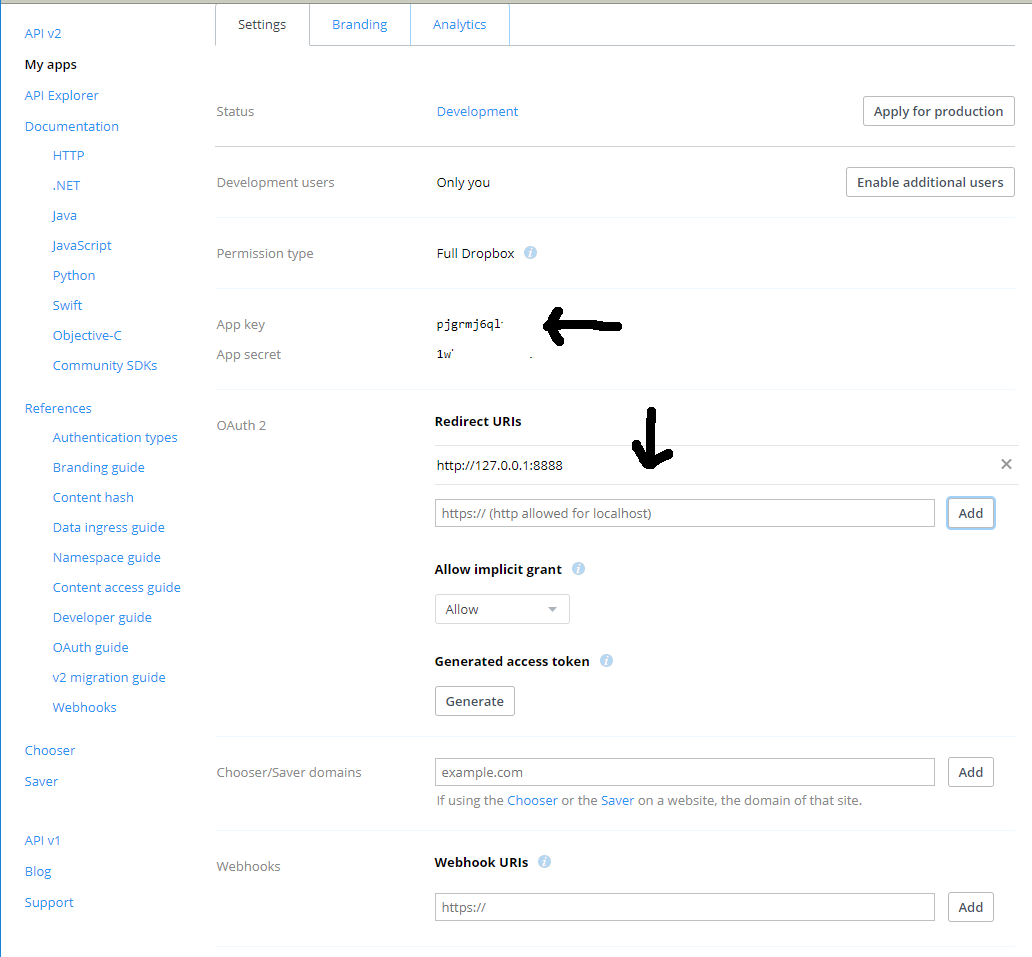 Settings Branding Analytics
API v2
My apps
API Explorer
Documentation
HTTP
.NET
Java
JavaScript
Python
Swift
Objective-C
Community SDKs
References
Authentication types
Branding guide
Content hash
Data ingress guide
Namespace guide
Content access guide
Developer guide
OAuth guide
v2 migration guide
Webhooks
Chooser
Saver
API v1
Blog
Support
Status Development Apply for production
Development users Only you Enable additional users
Permission type Full Dropbox
App key pjgrmj6ql
App secret 1w
OAuth 2 Redirect URIs
http://127.0.0.1:8888
https:// (http allowed for localhost) Add
Allow implicit grant
Allow
Generated access token
Generate
Chooser/Saver domains example.com Add
If using the Chooser or the Saver on a website, the domain of that site.
Webhooks Webhook URIs
https:// Add